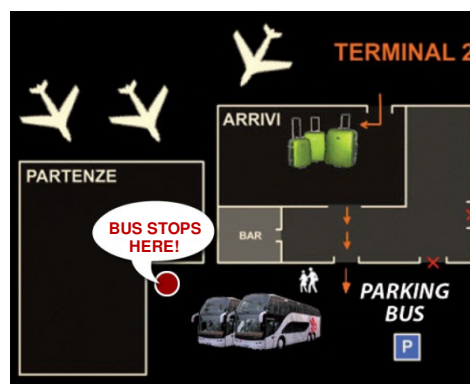 TERMINAL 2
ARRIVI
PARTENZE
BUS STOPS
HERE!
BAR
PARKING
BUS
P